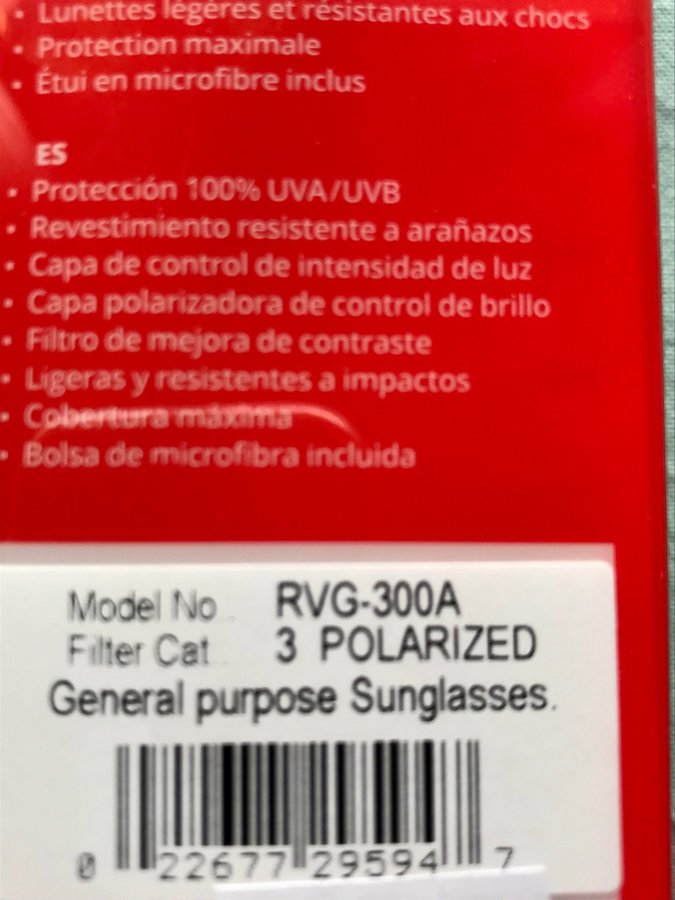 • Lunettes légères et résistantes aux chocs
• Protection maximale
• Étui en microfibre inclus
ES
• Protección 100% UVA/UVB
• Revestimiento resistente a arañazos
• Capa de control de intensidad de luz
• Capa polarizadora de control de brillo
• Filtro de mejora de contraste
• Ligeras y resistentes a impactos
• Cobertura máxima
• Bolsa de microfibra incluida
Model No RVG-300A
Filter Cat 3 POLARIZED
General purpose Sunglasses.
0 22677 29594 7